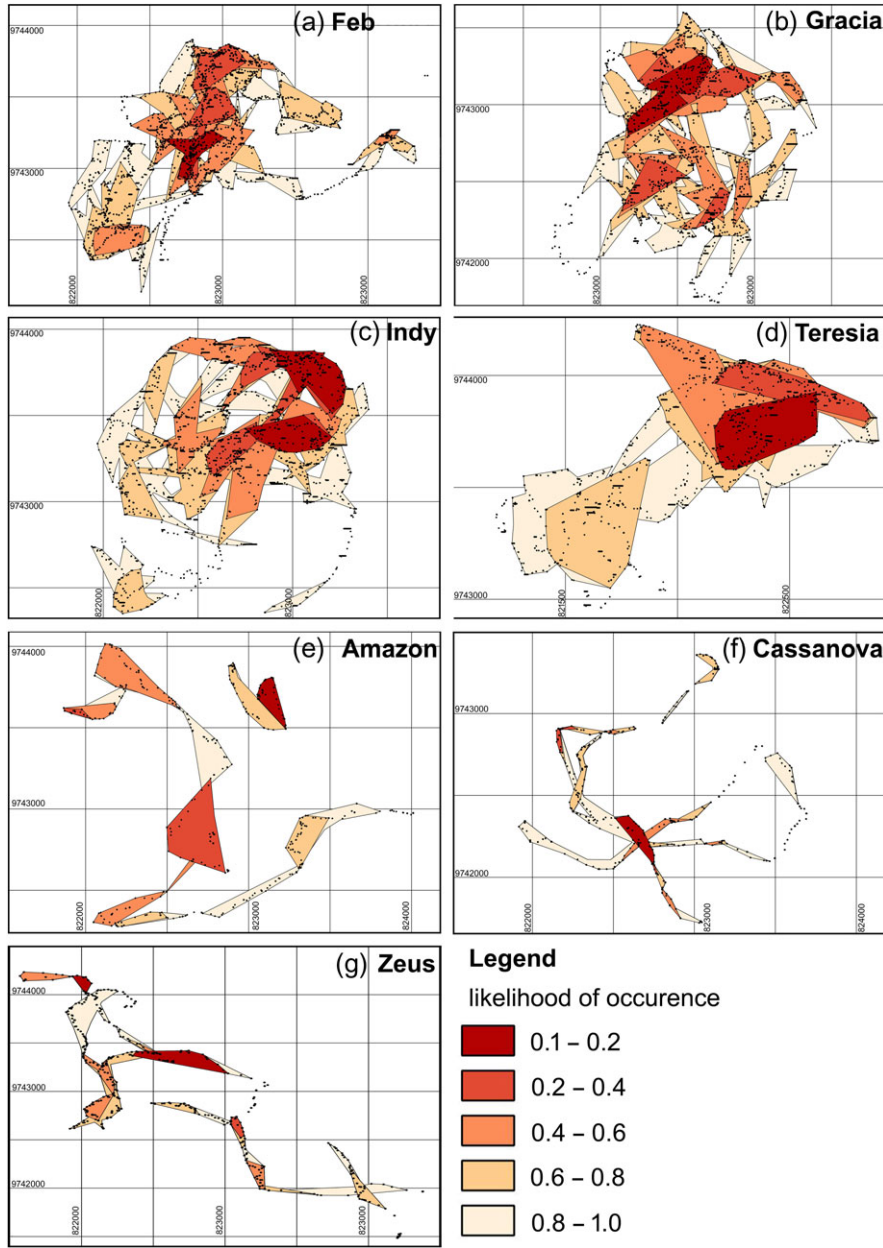 (a) Feb
9744000
9743000
822000
823000
823000
(b) Gracia
9743000
9742000
823000
823000
(c) Indy
9744000
9743000
822000
823000
(d) Teresia
9744000
9743000
821500
822500
(e) Amazon
9744000
9743000
822000
823000
824000
(f) Cassanova
9743000
9742000
822000
823000
824000
(g) Zeus
9744000
9743000
9742000
822000
823000
823000
Legend
likelihood of occurence
0.1 – 0.2
0.2 – 0.4
0.4 – 0.6
0.6 – 0.8
0.8 – 1.0